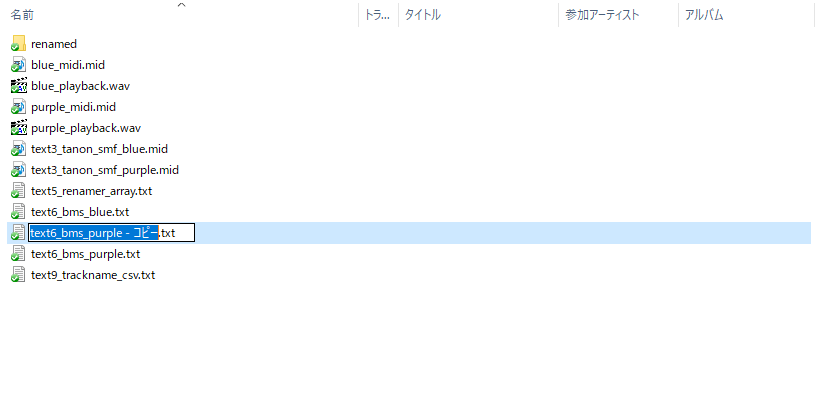 名前 トラ... タイトル 参加アーティスト アルバム
renamed
blue_midi.mid
blue_playback.wav
purple_midi.mid
purple_playback.wav
text3_tanon_smf_blue.mid
text3_tanon_smf_purple.mid
text5_renamer_array.txt
text6_bms_blue.txt
text6_bms_purple - コピー.txt
text6_bms_purple.txt
text9_trackname_csv.txt